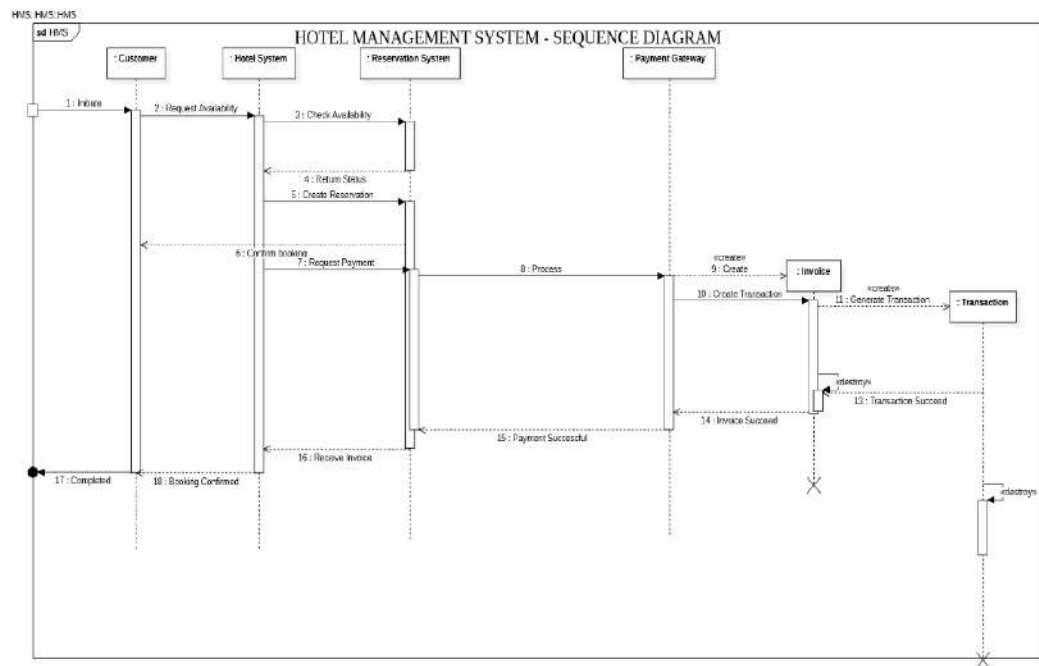 HMS::HMS::HMS
sd HMS
HOTEL MANAGEMENT SYSTEM - SEQUENCE DIAGRAM
: Customer
: Hotel System
: Reservation System
: Payment Gateway
1 : Initiate
2 : Request Availability
3 : Check Availability
4 : Return Status
5 : Create Reservation
6 : Confirm booking
7 : Request Payment
8 : Process
«create»
9 : Create
: Invoice
10 : Create Transaction
«create»
11 : Generate Transaction
: Transaction
«destroy»
13 : Transaction Succeed
14 : Invoice Succeed
15 : Payment Successful
16 : Receive Invoice
17 : Completed
18 : Booking Confirmed
«destroy»